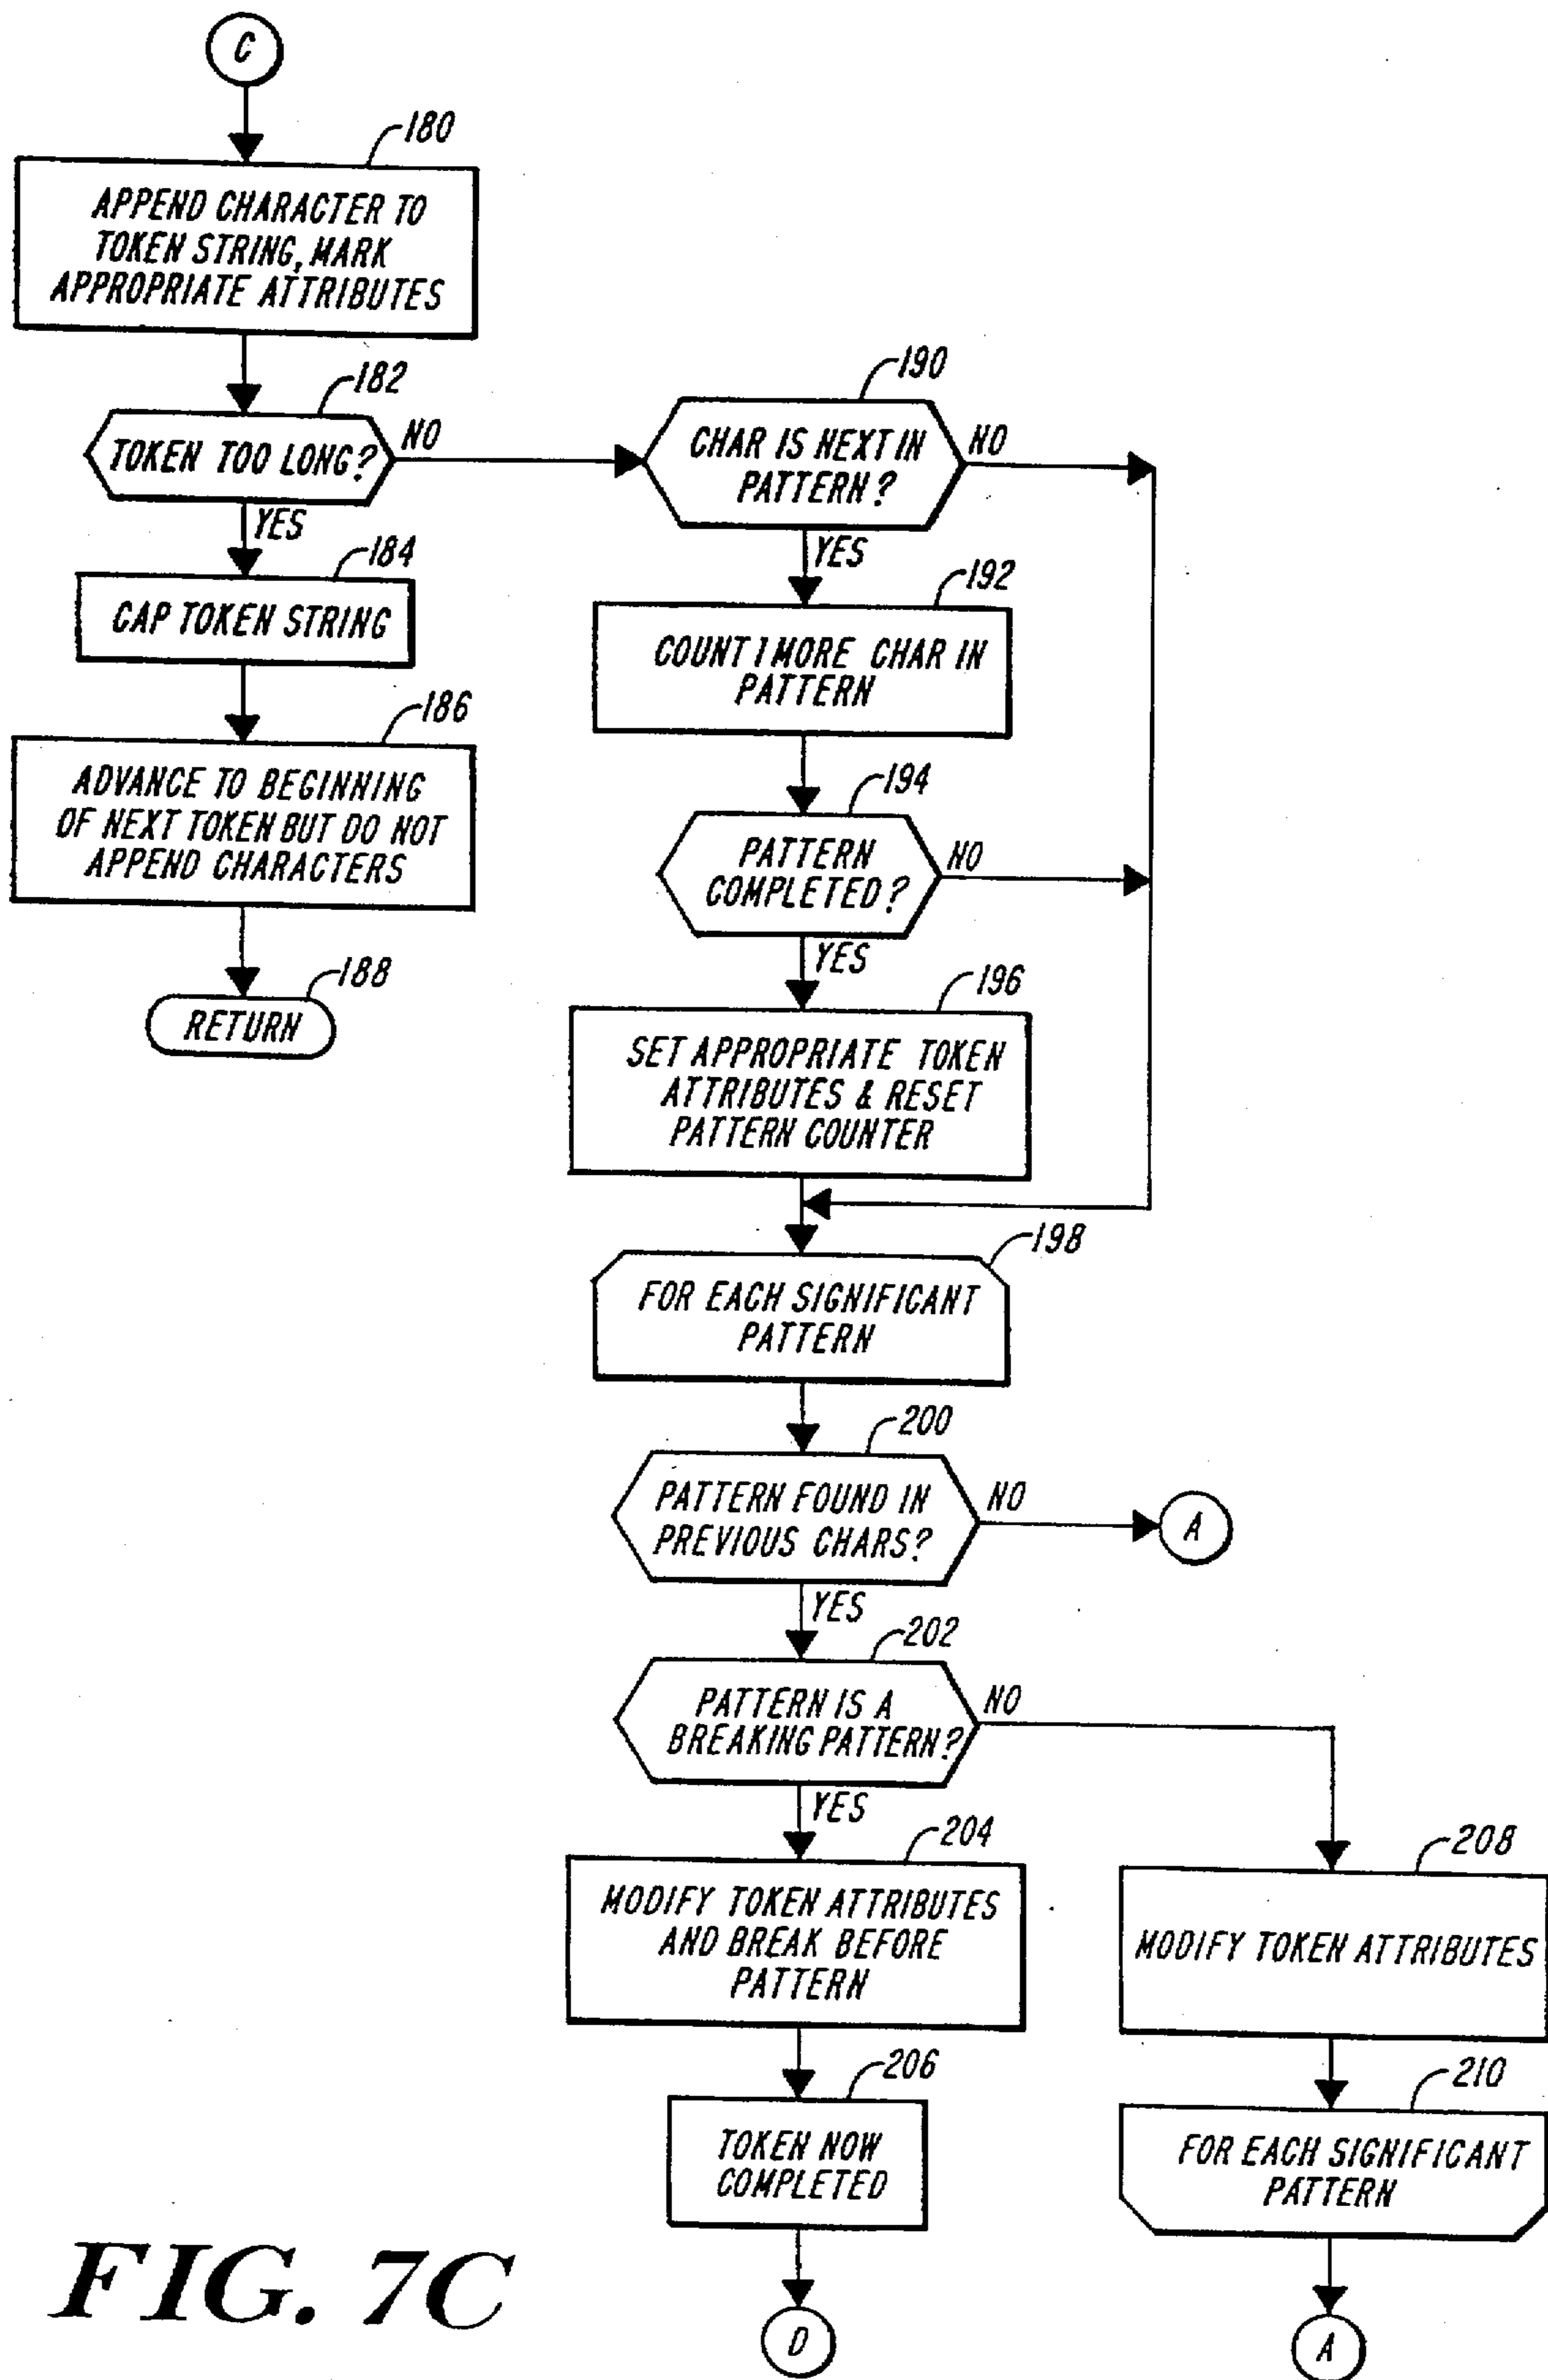 C
180
APPEND CHARACTER TO
TOKEN STRING, MARK
APPROPRIATE ATTRIBUTES
182
TOKEN TOO LONG?
NO
YES
184
CAP TOKEN STRING
186
ADVANCE TO BEGINNING
OF NEXT TOKEN BUT DO NOT
APPEND CHARACTERS
188
RETURN
190
CHAR IS NEXT IN
PATTERN?
NO
YES
192
COUNT 1 MORE CHAR IN
PATTERN
194
PATTERN
COMPLETED?
NO
YES
196
SET APPROPRIATE TOKEN
ATTRIBUTES & RESET
PATTERN COUNTER
198
FOR EACH SIGNIFICANT
PATTERN
200
PATTERN FOUND IN
PREVIOUS CHARS?
NO
A
YES
202
PATTERN IS A
BREAKING PATTERN?
NO
YES
204
MODIFY TOKEN ATTRIBUTES
AND BREAK BEFORE
PATTERN
206
TOKEN NOW
COMPLETED
D
208
MODIFY TOKEN ATTRIBUTES
210
FOR EACH SIGNIFICANT
PATTERN
A
FIG. 7C